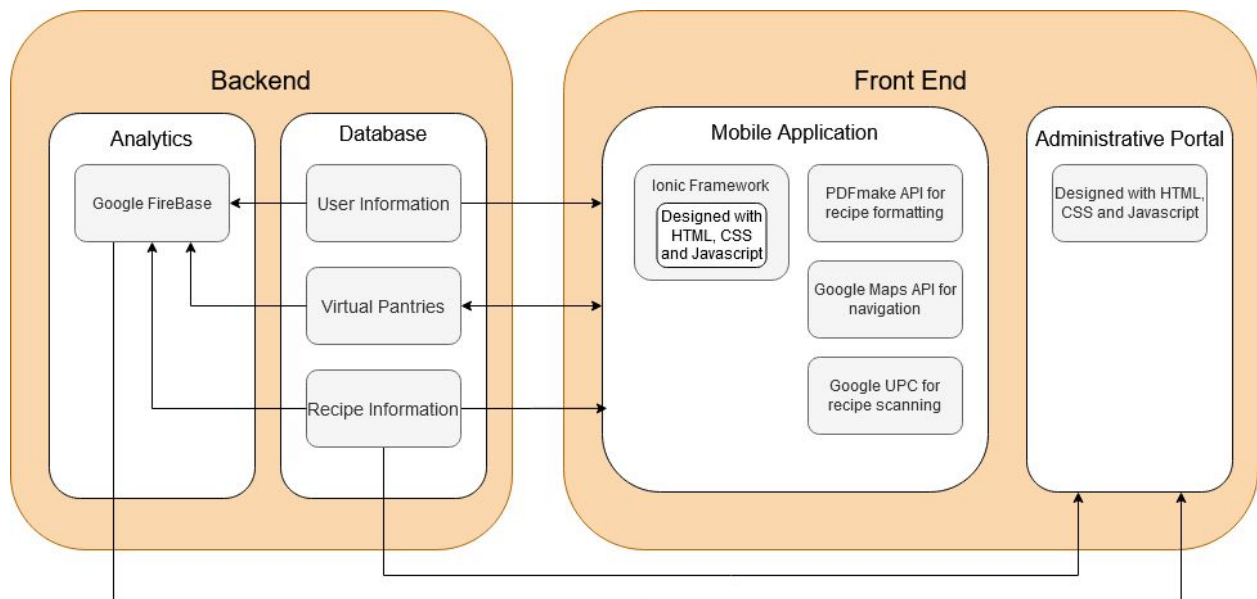 Backend
Analytics
Google FireBase
Database
User Information
Virtual Pantries
Recipe Information
Front End
Mobile Application
Ionic Framework
Designed with
HTML, CSS
and Javascript
PDFmake API for
recipe formatting
Google Maps API for
navigation
Google UPC for
recipe scanning
Administrative Portal
Designed with HTML,
CSS and Javascript